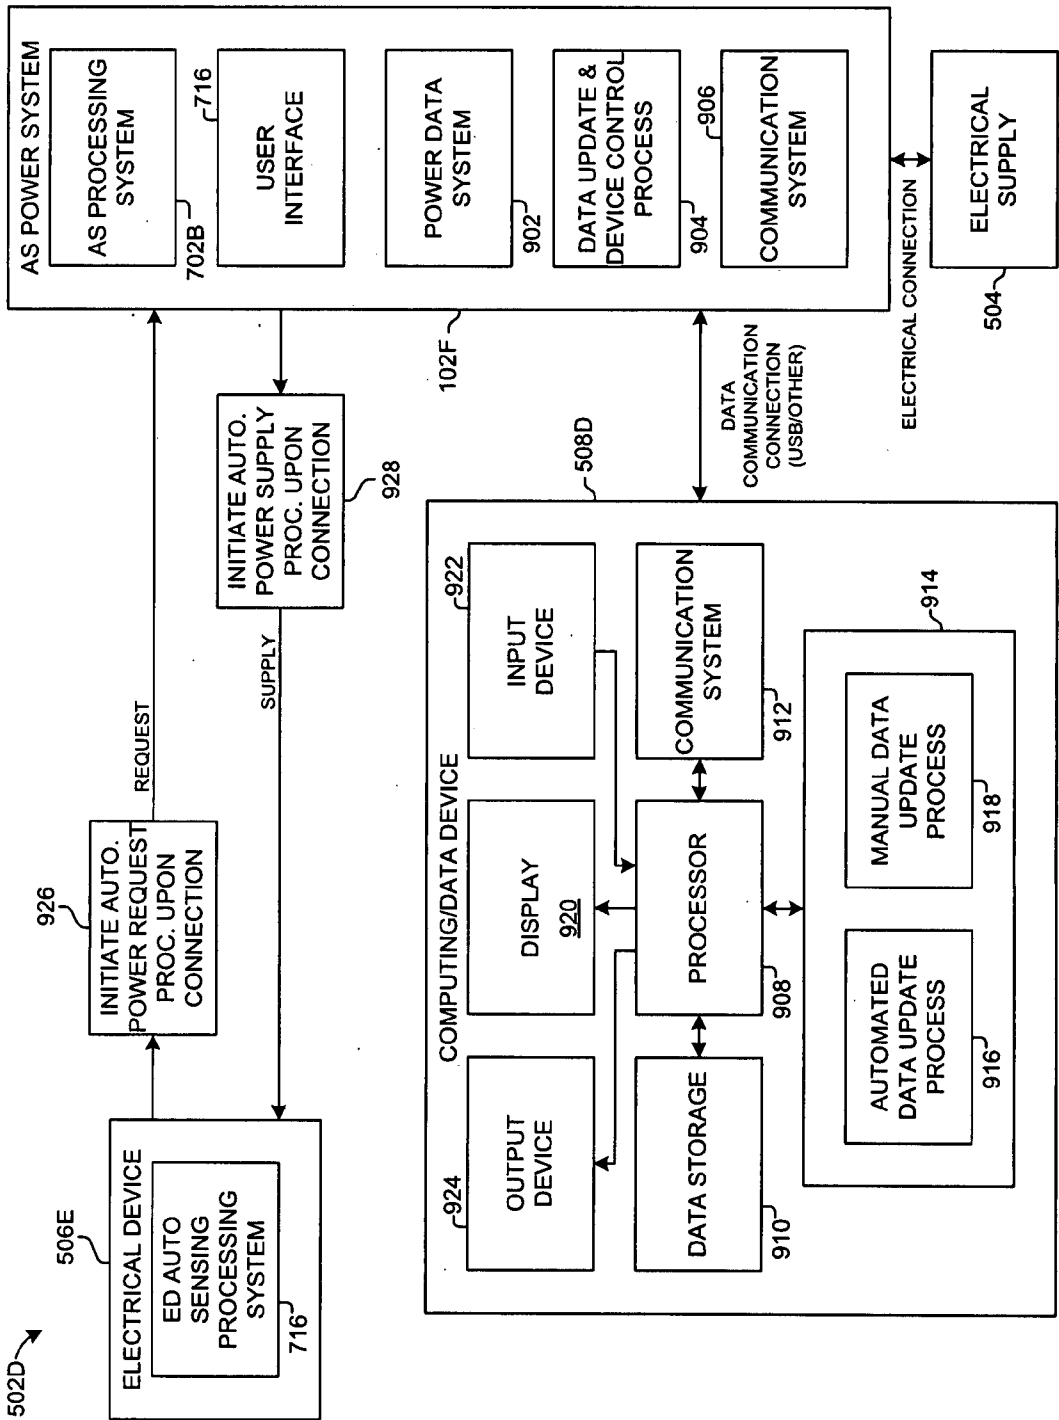 502D
506E
ELECTRICAL DEVICE
ED AUTO
SENSING
PROCESSING
SYSTEM
716
926
INITIATE AUTO.
POWER REQUEST
PROC. UPON
CONNECTION
REQUEST
SUPPLY
INITIATE AUTO.
POWER SUPPLY
PROC. UPON
CONNECTION
928
AS POWER SYSTEM
AS PROCESSING
SYSTEM
702B
716
USER
INTERFACE
POWER DATA
SYSTEM
902
DATA UPDATE &
DEVICE CONTROL
PROCESS
904
906
COMMUNICATION
SYSTEM
102F
DATA
COMMUNICATION
CONNECTION
(USB/OTHER)
ELECTRICAL CONNECTION
ELECTRICAL
SUPPLY
504
508D
COMPUTING/DATA DEVICE
924
OUTPUT
DEVICE
DISPLAY
920
922
INPUT
DEVICE
DATA STORAGE
910
PROCESSOR
908
COMMUNICATION
SYSTEM
912
914
AUTOMATED
DATA UPDATE
PROCESS
916
MANUAL DATA
UPDATE
PROCESS
918